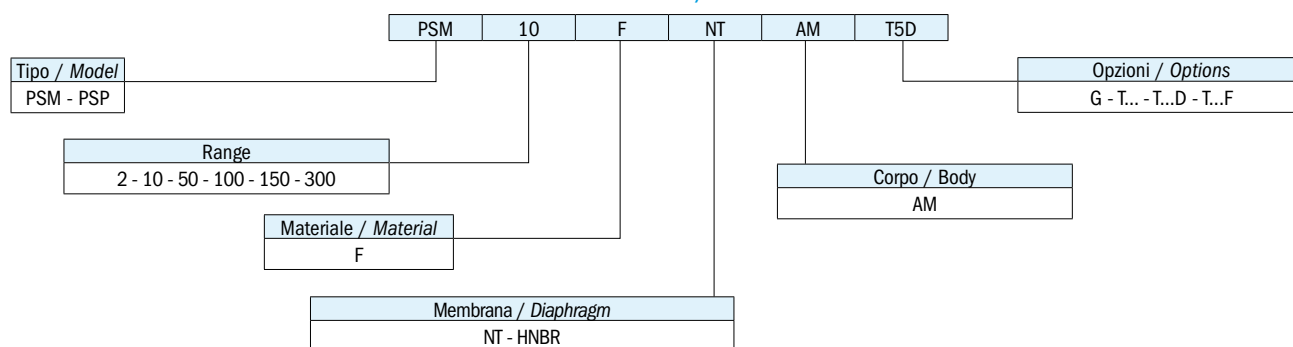 PSM 10 F NT AM T5D
Tipo / Model
PSM - PSP
Opzioni / Options
G - T... - T...D - T...F
Range
2 - 10 - 50 - 100 - 150 - 300
Corpo / Body
AM
Materiale / Material
F
Membrana / Diaphragm
NT - HNBR